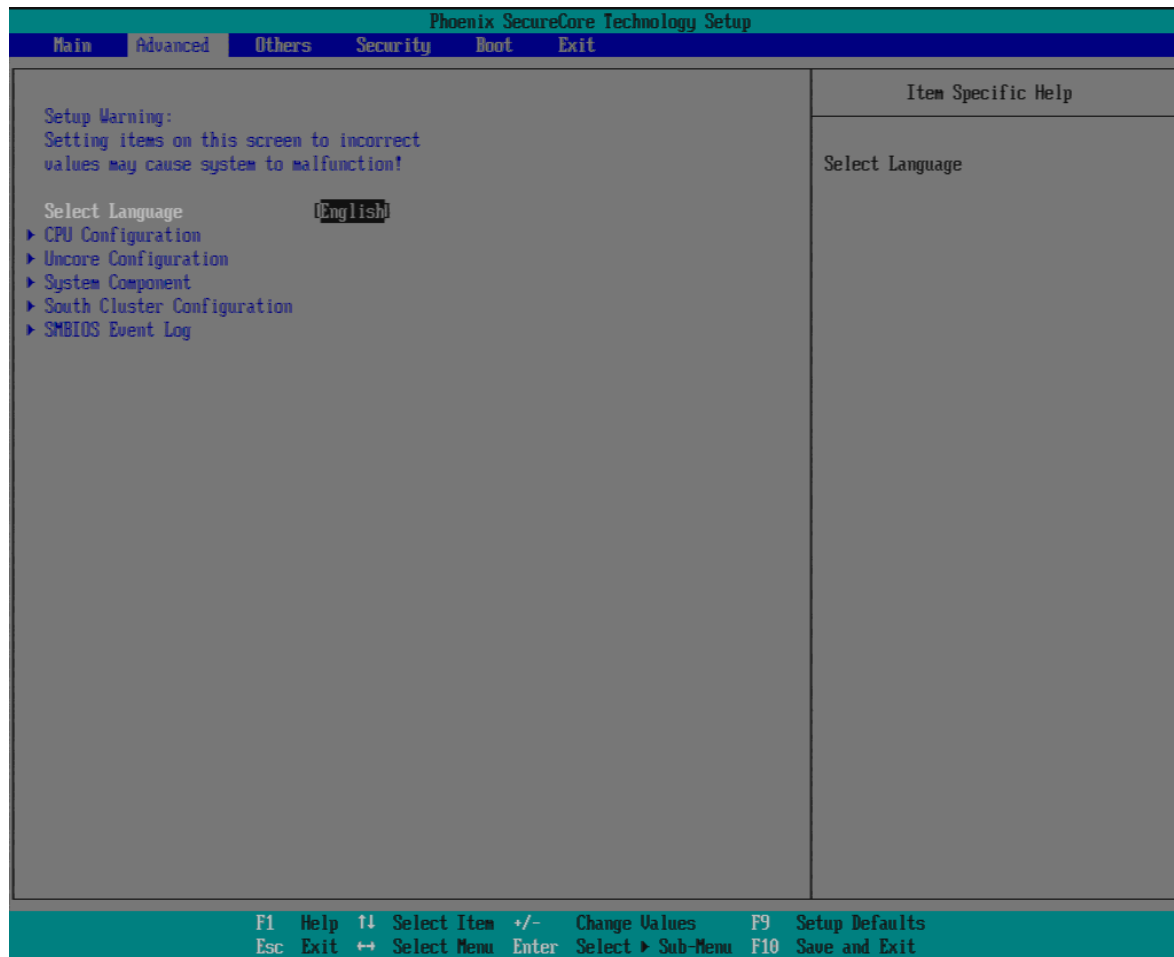 Phoenix SecureCore Technology Setup
Main Advanced Others Security Boot Exit
Item Specific Help
Setup Warning:
Setting items on this screen to incorrect
values may cause system to malfunction!
Select Language
Select Language [English]
▶ CPU Configuration
▶ Uncore Configuration
▶ System Component
▶ South Cluster Configuration
▶ SMBIOS Event Log
F1 Help ↑↓ Select Item +/- Change Values F9 Setup Defaults
Esc Exit ↔ Select Menu Enter Select ▶ Sub-Menu F10 Save and Exit